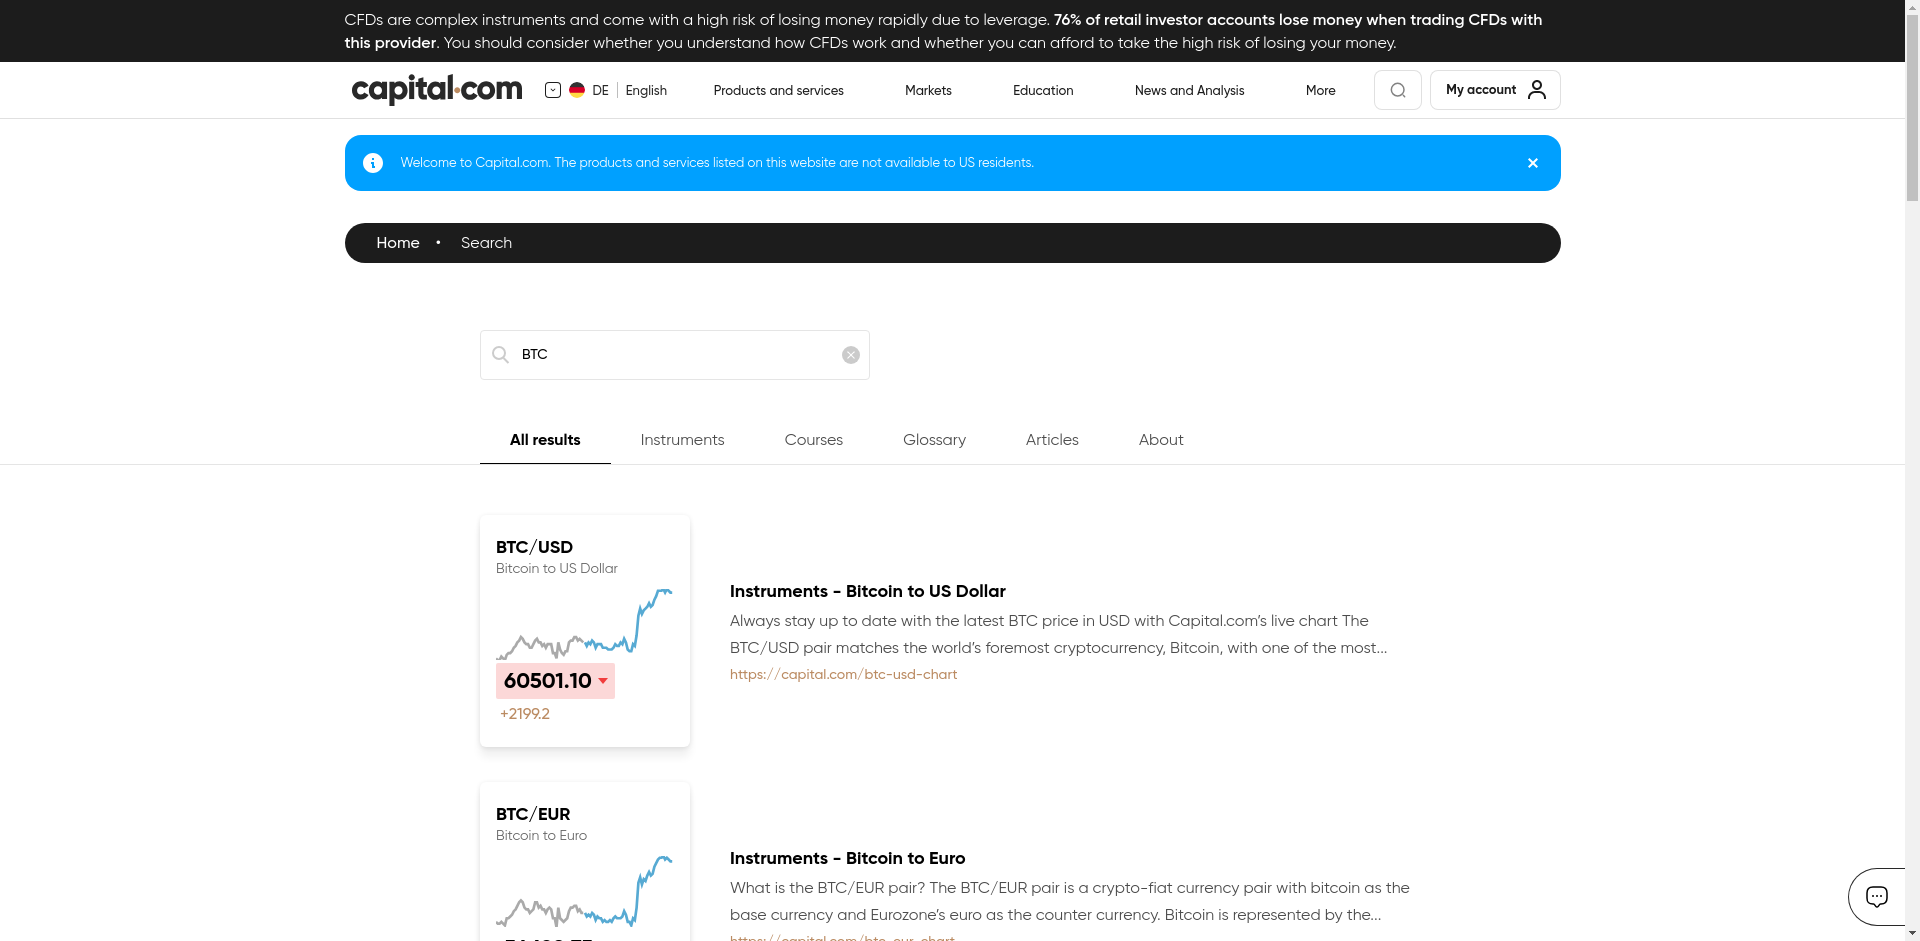 CFDs are complex instruments and come with a high risk of losing money rapidly due to leverage. 76% of retail investor accounts lose money when trading CFDs with
this provider. You should consider whether you understand how CFDs work and whether you can afford to take the high risk of losing your money.
capital.com
DE English
Products and services
Markets
Education
News and Analysis
More
My account
Welcome to Capital.com. The products and services listed on this website are not available to US residents.
Home • Search
BTC
All results
Instruments
Courses
Glossary
Articles
About
BTC/USD
Bitcoin to US Dollar
60501.10
+2199.2
Instruments - Bitcoin to US Dollar
Always stay up to date with the latest BTC price in USD with Capital.com’s live chart The
BTC/USD pair matches the world’s foremost cryptocurrency, Bitcoin, with one of the most...
https://capital.com/btc-usd-chart
BTC/EUR
Bitcoin to Euro
Instruments - Bitcoin to Euro
What is the BTC/EUR pair? The BTC/EUR pair is a crypto-fiat currency pair with bitcoin as the
base currency and Eurozone’s euro as the counter currency. Bitcoin is represented by the...
https://capital.com/btc-eur-chart